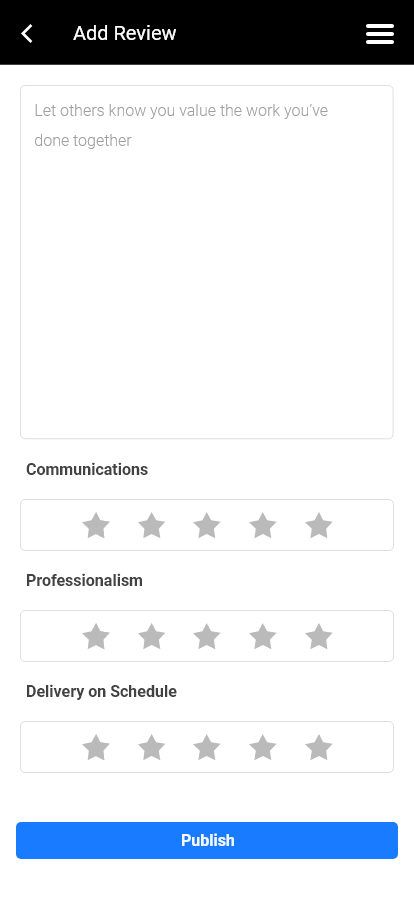 Add Review
Let others know you value the work you've
done together
Communications
Professionalism
Delivery on Schedule
Publish